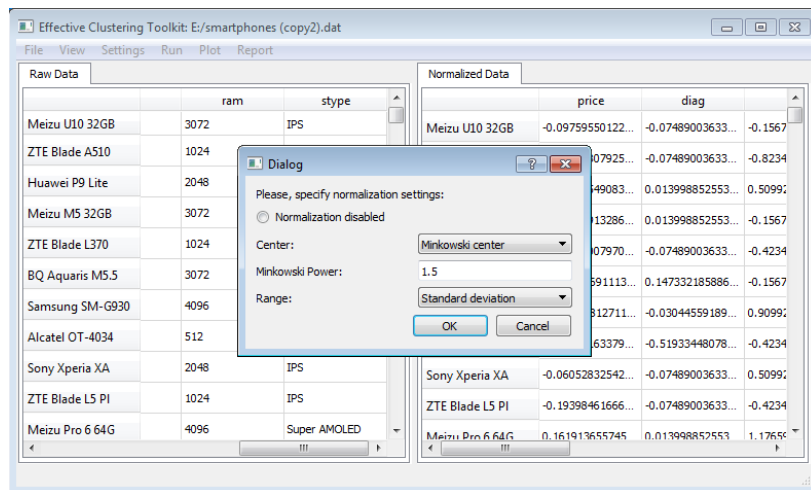 Effective Clustering Toolkit: E:/smartphones (copy2).dat
File View Settings Run Plot Report
Raw Data
Normalized Data
ram stype
price diag
Meizu U10 32GB 3072 IPS
Meizu U10 32GB -0.09759550122... -0.07489003633... -0.1567
ZTE Blade A510 1024
307925... -0.07489003633... -0.8234
Huawei P9 Lite 2048
549083... 0.013998852553 0.50992
Meizu M5 32GB 3072
913286... 0.013998852553 -0.1567
ZTE Blade L370 1024
07970... -0.07489003633... -0.4234
BQ Aquaris M5.5 3072
591113... 0.147332185886 -0.1567
Samsung SM-G930 4096
312711... -0.03044559189... 0.90992
Alcatel OT-4034 512
163379... -0.51933448078... -0.4234
Sony Xperia XA 2048 IPS
Sony Xperia XA -0.06052832542... -0.07489003633... 0.50992
ZTE Blade L5 PI 1024 IPS
ZTE Blade L5 PI -0.19398461666... -0.07489003633... -0.4234
Meizu Pro 6 64G 4096 Super AMOLED
Meizu Pro 6 64G 0.161913655745 0.013998852553 1.17659
Dialog
Please, specify normalization settings:
Normalization disabled
Center: Minkowski center
Minkowski Power: 1.5
Range: Standard deviation
OK Cancel